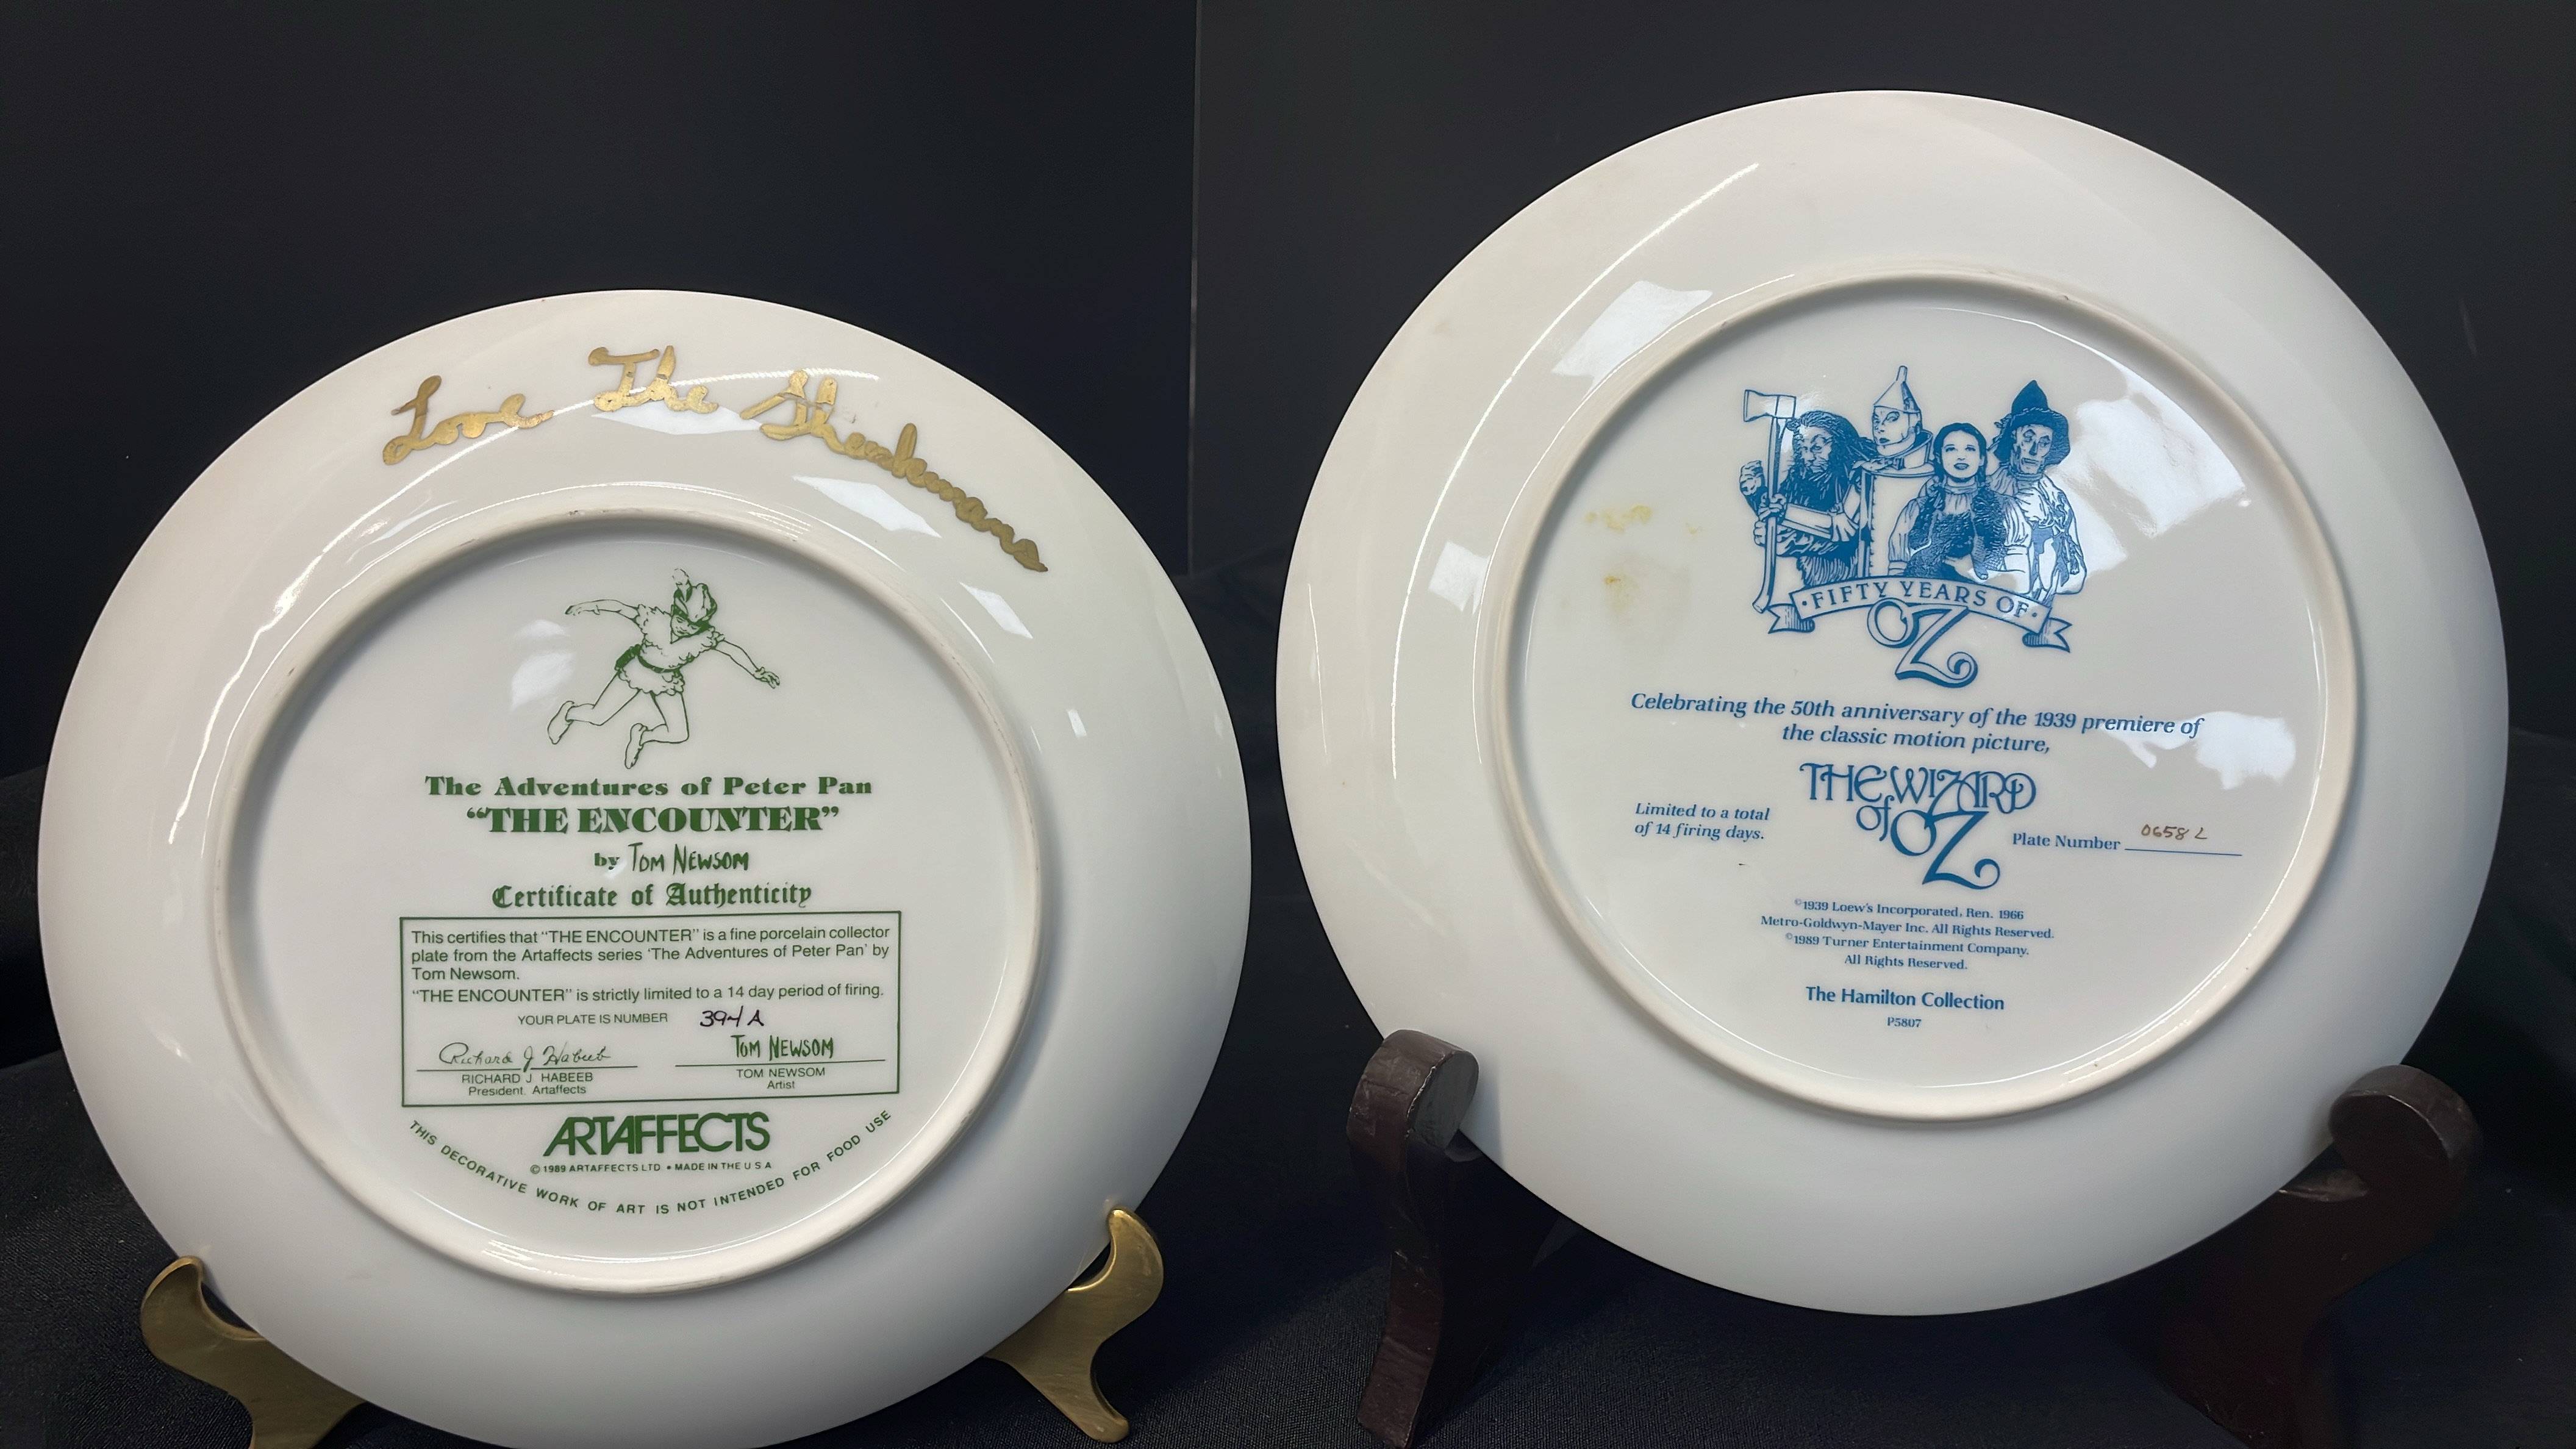 Love The Shenkmans
The Adventures of Peter Pan
“THE ENCOUNTER”
by TOM NEWSOM
Certificate of Authenticity
This certifies that “THE ENCOUNTER” is a fine porcelain collector
plate from the Artaffects series ‘The Adventures of Peter Pan’ by
Tom Newsom.
“THE ENCOUNTER” is strictly limited to a 14 day period of firing.
YOUR PLATE IS NUMBER 394A
Richard J Habeeb
TOM NEWSOM
RICHARD J. HABEEB
President, Artaffects
TOM NEWSOM
Artist
ARTAFFECTS
© 1989 ARTAFFECTS LTD • MADE IN THE U S A
THIS DECORATIVE WORK OF ART IS NOT INTENDED FOR FOOD USE
·FIFTY YEARS OF·
OZ
Celebrating the 50th anniversary of the 1939 premiere of
the classic motion picture,
THE WIZARD
of OZ
Limited to a total
of 14 firing days.
Plate Number 0658 L
©1939 Loew's Incorporated, Ren. 1966
Metro-Goldwyn-Mayer Inc. All Rights Reserved.
©1989 Turner Entertainment Company.
All Rights Reserved.
The Hamilton Collection
P5807